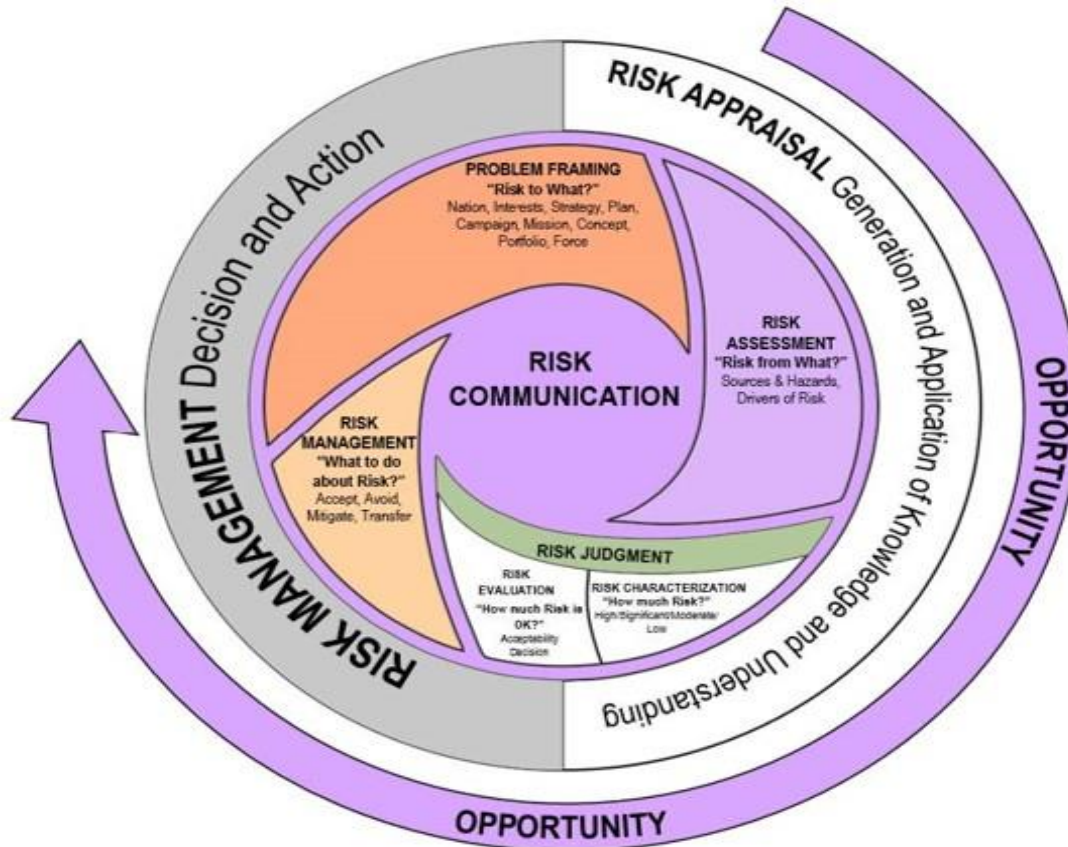 RISK APPRAISAL Generation and Application of Knowledge and Understanding
RISK MANAGEMENT Decision and Action
PROBLEM FRAMING
"Risk to What?"
Nation, Interests, Strategy, Plan,
Campaign, Mission, Concept,
Portfolio, Force
RISK
ASSESSMENT
"Risk from What?"
Sources & Hazards,
Drivers of Risk
RISK
COMMUNICATION
RISK
MANAGEMENT
"What to do
about Risk?"
Accept, Avoid,
Mitigate, Transfer
RISK JUDGMENT
RISK
EVALUATION
"How much Risk is
OK?"
Acceptability
Decision
RISK CHARACTERIZATION
"How much Risk?"
High/Significant/Moderate/
Low
OPPORTUNITY
OPPORTUNITY